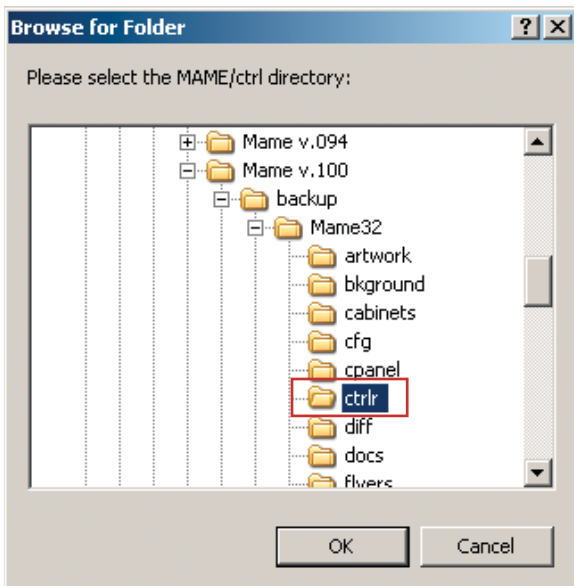 Browse for Folder
Please select the MAME/ctrl directory:
Mame v.094
Mame v.100
backup
Mame32
artwork
bkground
cabinets
cfg
cpanel
ctrlr
diff
docs
flyers
OK Cancel